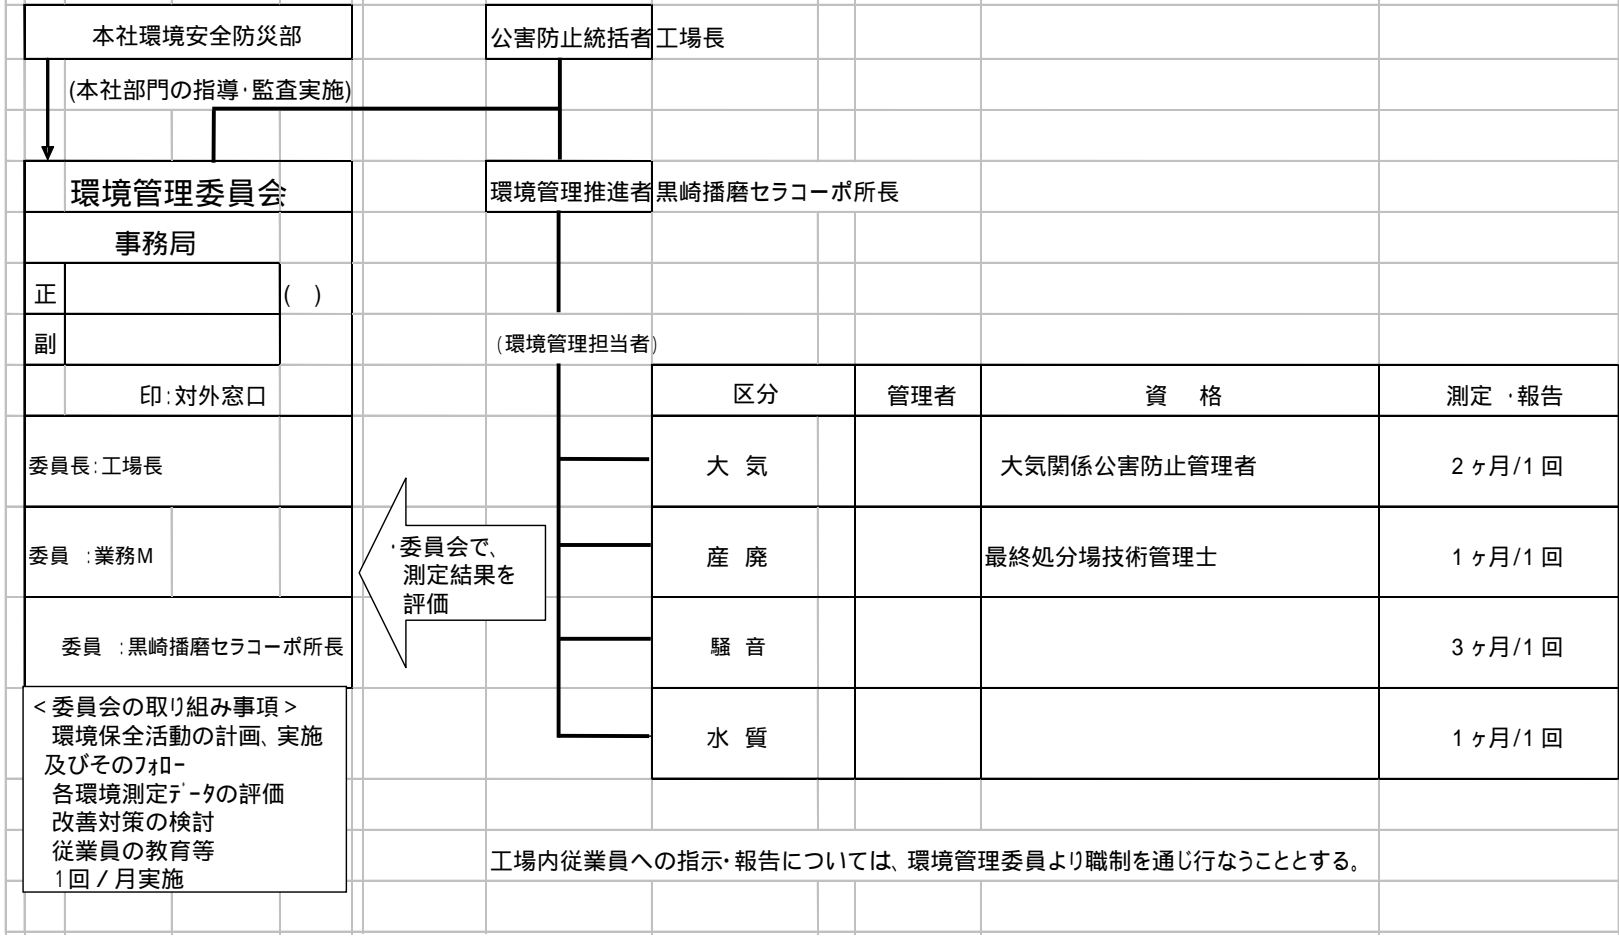 本社環境安全防災部
公害防止統括者 工場長
(本社部門の指導･監査実施)
環境管理委員会
環境管理推進者 黒崎播磨セラコーポ所長
事務局
正 ( )
副
(環境管理担当者)
印:対外窓口
区分 管理者 資 格 測定 ･報告
委員長:工場長
大 気 大気関係公害防止管理者 2ヶ月/1回
委員 :業務M
･委員会で、
測定結果を
評価
産 廃 最終処分場技術管理士 1ヶ月/1回
委員 :黒崎播磨セラコーポ所長
騒 音 3ヶ月/1回
水 質 1ヶ月/1回
<委員会の取り組み事項>
環境保全活動の計画、実施
及びそのﾌｫﾛｰ
各環境測定ﾃﾞｰﾀの評価
改善対策の検討
従業員の教育等
1回/月実施
工場内従業員への指示･報告については、環境管理委員より職制を通じ行なうこととする。